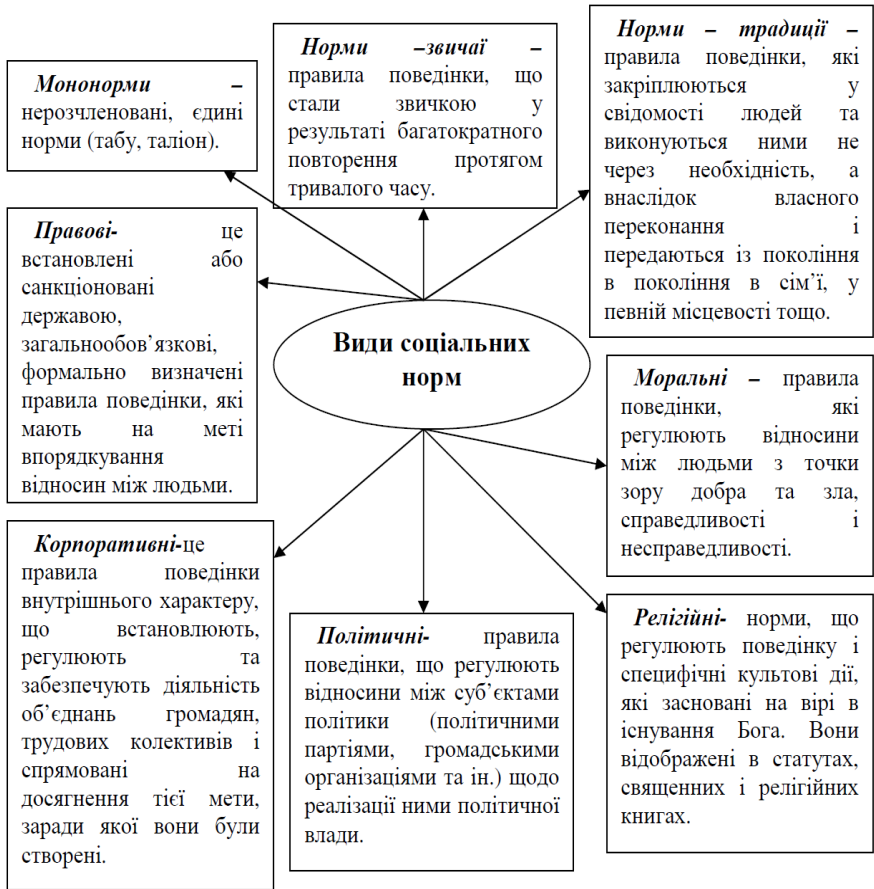 Мононорми –
нерозчленовані, єдині
норми (табу, таліон).
Норми –звичаї –
правила поведінки, що
стали звичкою у
результаті багатократного
повторення протягом
тривалого часу.
Норми – традиції –
правила поведінки, які
закріплюються у
свідомості людей та
виконуються ними не
через необхідність, а
внаслідок власного
переконання і
передаються із покоління
в покоління в сім’ї, у
певній місцевості тощо.
Правові- це
встановлені або
санкціоновані
державою,
загальнообов’язкові,
формально визначені
правила поведінки, які
мають на меті
впорядкування
відносин між людьми.
Види соціальних
норм
Моральні – правила
поведінки, які
регулюють відносини
між людьми з точки
зору добра та зла,
справедливості і
несправедливості.
Корпоративні-це
правила поведінки
внутрішнього характеру,
що встановлюють,
регулюють та
забезпечують діяльність
об’єднань громадян,
трудових колективів і
спрямовані на
досягнення тієї мети,
заради якої вони були
створені.
Політичні- правила
поведінки, що регулюють
відносини між суб’єктами
політики (політичними
партіями, громадськими
організаціями та ін.) щодо
реалізації ними політичної
влади.
Релігійні- норми, що
регулюють поведінку і
специфічні культові дії,
які засновані на вірі в
існування Бога. Вони
відображені в статутах,
священних і релігійних
книгах.